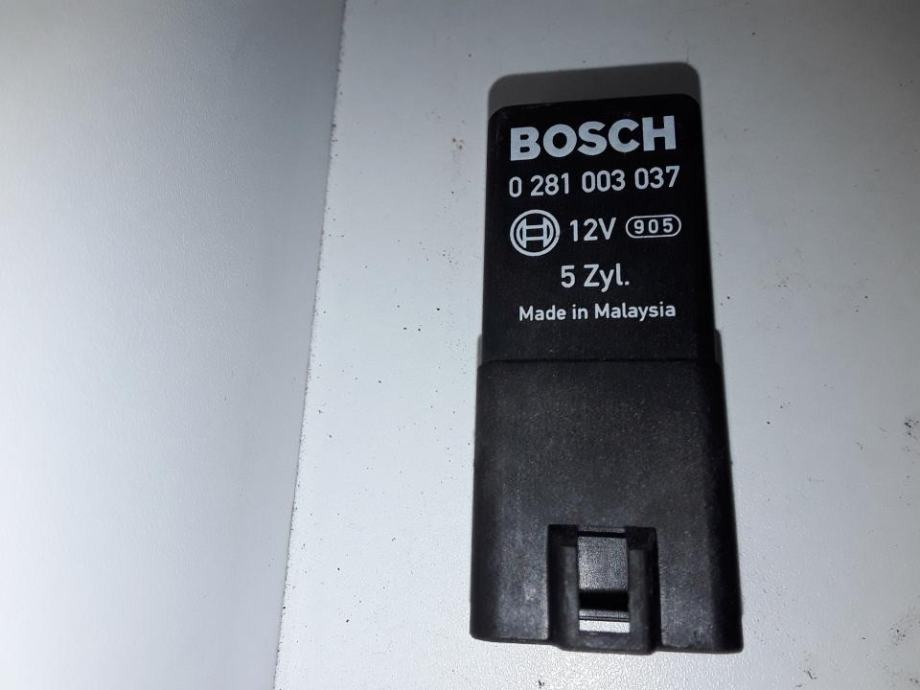 BOSCH
0 281 003 037
12V 905
5 Zyl.
Made in Malaysia